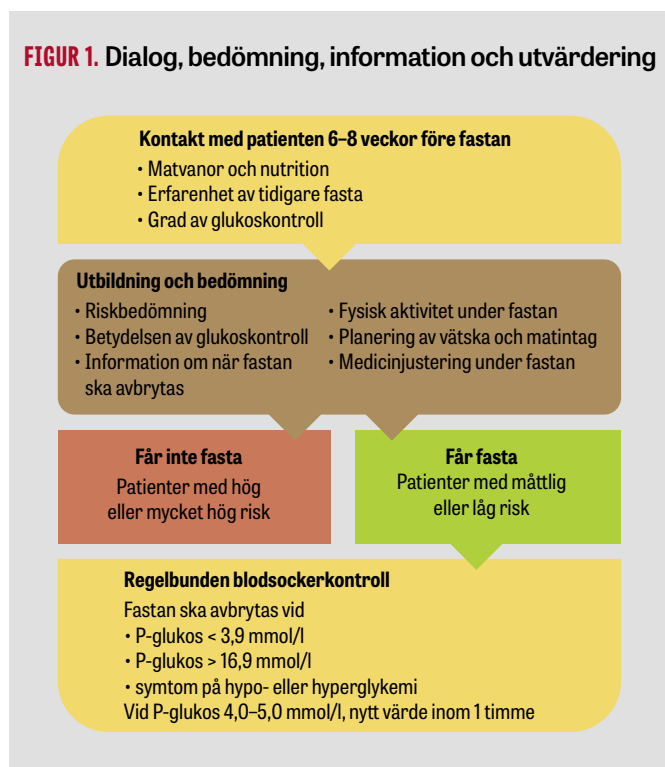 FIGUR 1. Dialog, bedömning, information och utvärdering
Kontakt med patienten 6–8 veckor före fastan
• Matvanor och nutrition
• Erfarenhet av tidigare fasta
• Grad av glukoskontroll
Utbildning och bedömning
• Riskbedömning
• Betydelsen av glukoskontroll
• Information om när fastan
ska avbrytas
• Fysisk aktivitet under fastan
• Planering av vätska och matintag
• Medicinjustering under fastan
Får inte fasta
Patienter med hög
eller mycket hög risk
Får fasta
Patienter med måttlig
eller låg risk
Regelbunden blodsockerkontroll
Fastan ska avbrytas vid
• P-glukos < 3,9 mmol/l
• P-glukos > 16,9 mmol/l
• symtom på hypo- eller hyperglykemi
Vid P-glukos 4,0–5,0 mmol/l, nytt värde inom 1 timme